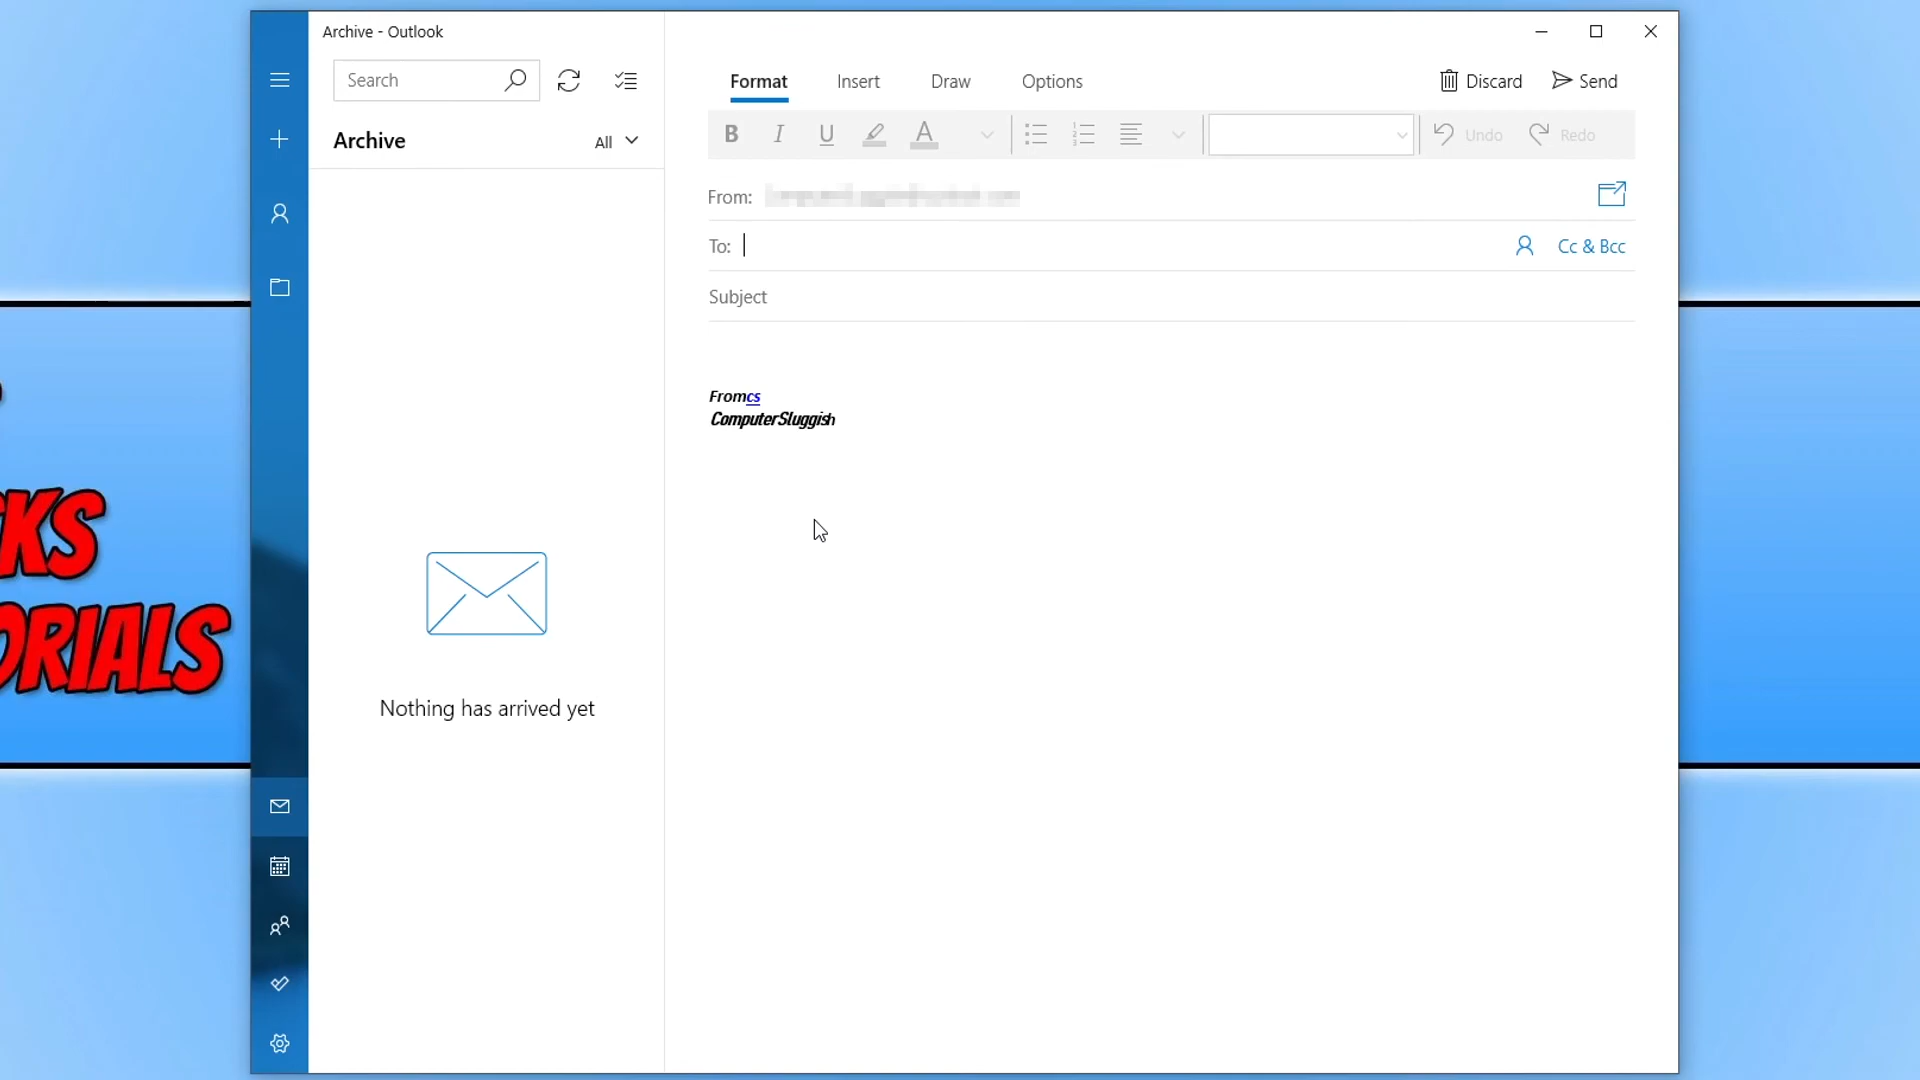 Archive - Outlook
Search
Format Insert Draw Options
Discard Send
Archive
All
B I U A
Undo Redo
From:
To:
Cc & Bcc
Subject
Fromcs
ComputerSluggish
Nothing has arrived yet
KS
ORIALS